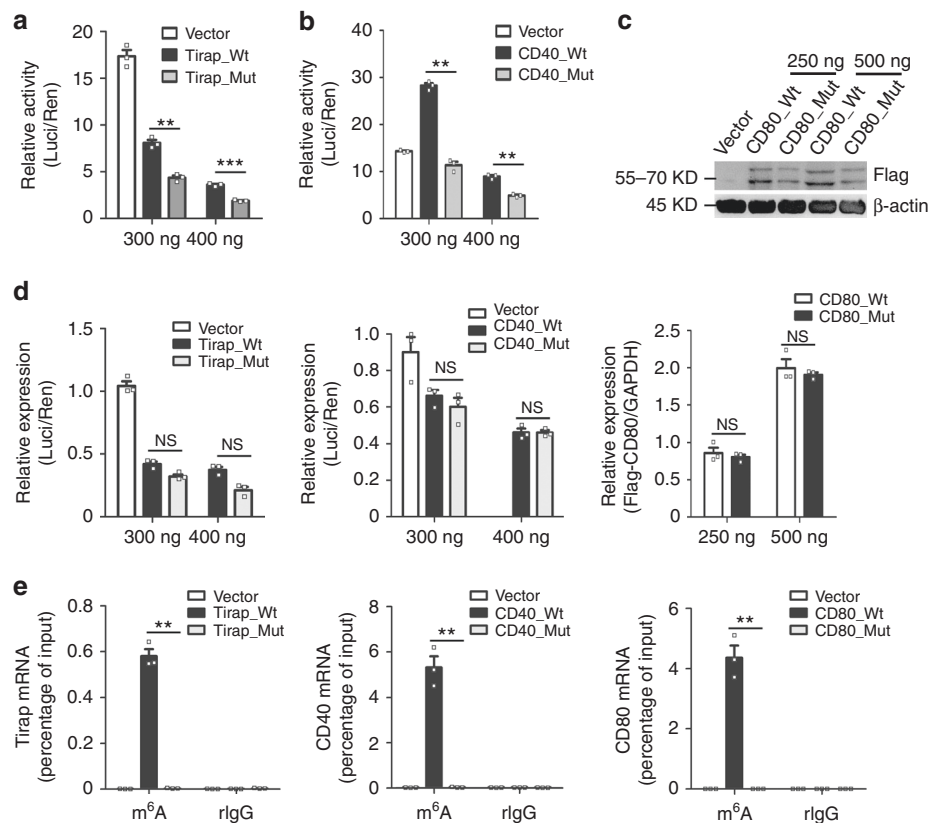 a
Relative activity
(Luci/Ren)
20
15
10
5
0
Vector
Tirap_Wt
Tirap_Mut
**
***
300 ng 400 ng
b
Relative activity
(Luci/Ren)
40
30
20
10
0
Vector
CD40_Wt
CD40_Mut
**
**
300 ng 400 ng
c
250 ng 500 ng
Vector
CD80_Wt
CD80_Mut
CD80_Wt
CD80_Mut
55–70 KD
Flag
45 KD
β-actin
d
Relative expression
(Luci/Ren)
1.5
1.0
0.5
0
Vector
Tirap_Wt
Tirap_Mut
NS
NS
300 ng 400 ng
Relative expression
(Luci/Ren)
1.0
0.8
0.6
0.4
0.2
0
Vector
CD40_Wt
CD40_Mut
NS
NS
300 ng 400 ng
Relative expression
(Flag-CD80/GAPDH)
2.5
2.0
1.5
1.0
0.5
0
CD80_Wt
CD80_Mut
NS
NS
250 ng 500 ng
e
Tirap mRNA
(percentage of input)
0.8
0.6
0.4
0.2
0
Vector
Tirap_Wt
Tirap_Mut
**
m⁶A rIgG
CD40 mRNA
(percentage of input)
8
6
4
2
0
Vector
CD40_Wt
CD40_Mut
**
m⁶A rIgG
CD80 mRNA
(percentage of input)
6
4
2
0
Vector
CD80_Wt
CD80_Mut
**
m⁶A rIgG